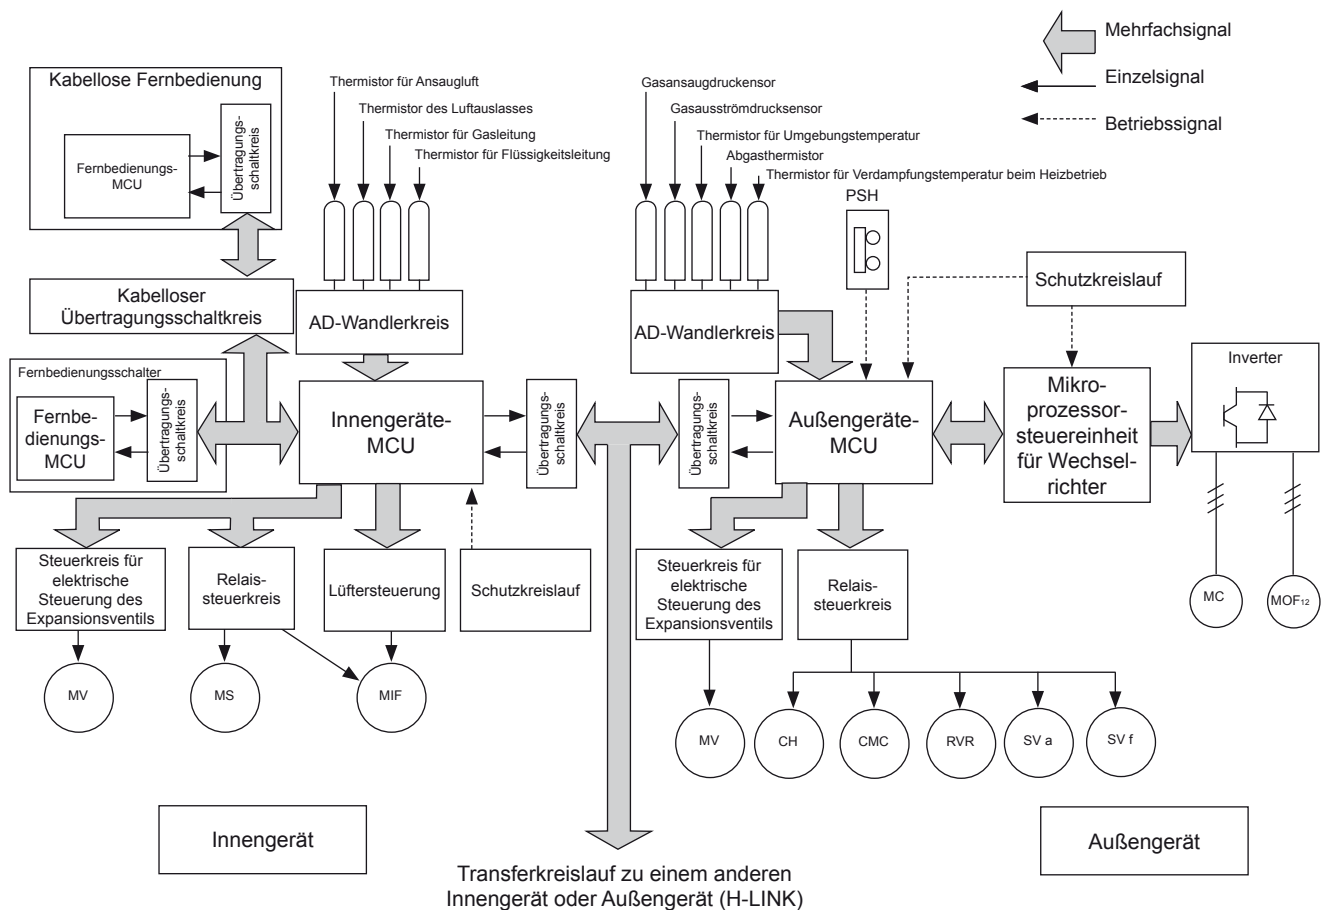 Mehrfachsignal
Einzelsignal
Betriebssignal
Kabellose Fernbedienung
Fernbedienungs-
MCU
Übertragungs-
schaltkreis
Thermistor für Ansaugluft
Thermistor des Luftauslasses
Thermistor für Gasleitung
Thermistor für Flüssigkeitsleitung
Gasansaugdruckensor
Gasausströmdrucksensor
Thermistor für Umgebungstemperatur
Abgasthermistor
Thermistor für Verdampfungstemperatur beim Heizbetrieb
PSH
Kabelloser
Übertragungsschaltkreis
AD-Wandlerkreis
AD-Wandlerkreis
Schutzkreislauf
Fernbedienungsschalter
Fernbe-
dienungs-
MCU
Übertragungs-
schaltkreis
Innengeräte-
MCU
Übertragungs-
schaltkreis
Übertragungs-
schaltkreis
Außengeräte-
MCU
Mikro-
prozessor-
steuereinheit
für Wechsel-
richter
Inverter
Steuerkreis für
elektrische
Steuerung des
Expansionsventils
Relais-
steuerkreis
Lüftersteuerung
Schutzkreislauf
Steuerkreis für
elektrische
Steuerung des
Expansionsventils
Relais-
steuerkreis
MC
MOF12
MV
MS
MIF
MV
CH
CMC
RVR
SV a
SV f
Innengerät
Außengerät
Transferkreislauf zu einem anderen
Innengerät oder Außengerät (H-LINK)